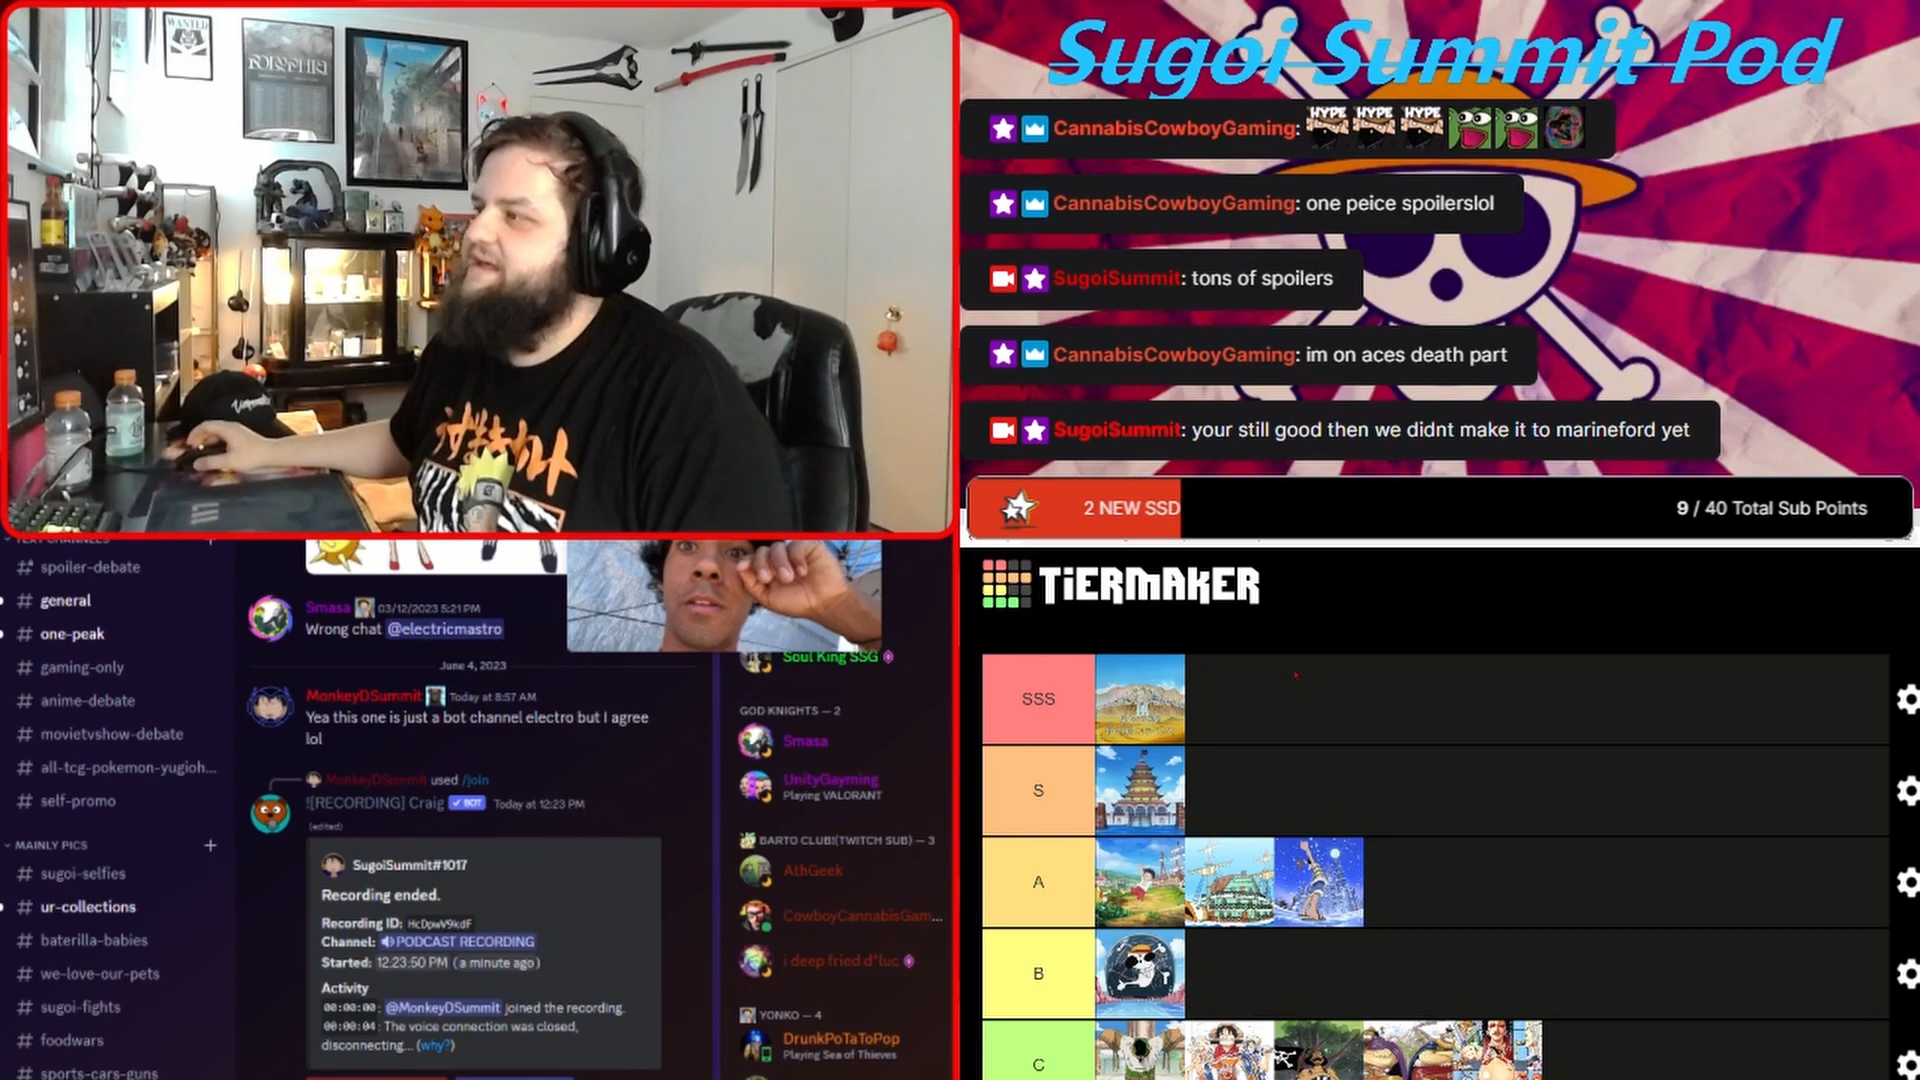 WANTED
Sugoi Summit Pod
CannabisCowboyGaming: HYPE HYPE HYPE
CannabisCowboyGaming: one peice spoilerslol
SugoiSummit: tons of spoilers
CannabisCowboyGaming: im on aces death part
SugoiSummit: your still good then we didnt make it to marineford yet
2 NEW SSD
9 / 40 Total Sub Points
TEXT CHANNELS
# spoiler-debate
# general
# one-peak
# gaming-only
# anime-debate
# movietvshow-debate
# all-tcg-pokemon-yugioh...
# self-promo
MAINLY PICS
# sugoi-selfies
# ur-collections
# baterilla-babies
# we-love-our-pets
# sugoi-fights
# foodwars
# sports-cars-guns
Smasa 03/12/2023 5:21 PM
Wrong chat @electricmastro
June 4, 2023
MonkeyDSummit Today at 8:57 AM
Yea this one is just a bot channel electro but I agree
lol
MonkeyDSummit used /join
![RECORDING] Craig BOT Today at 12:23 PM
(edited)
SugoiSummit#1017
Recording ended.
Recording ID: HcDpwV9kdF
Channel: PODCAST RECORDING
Started: 12:23:50 PM (a minute ago)
Activity
00:00:00: @MonkeyDSummit joined the recording.
00:00:04: The voice connection was closed,
disconnecting... (why?)
Soul King SSG
GOD KNIGHTS — 2
Smasa
UnityGayming
Playing VALORANT
BARTO CLUB!(TWITCH SUB) — 3
AthGeek
CowboyCannabisGam...
i deep fried d*luc
YONKO — 4
DrunkPoTaToPop
Playing Sea of Thieves
TiERMAKER
SSS
S
A
B
C